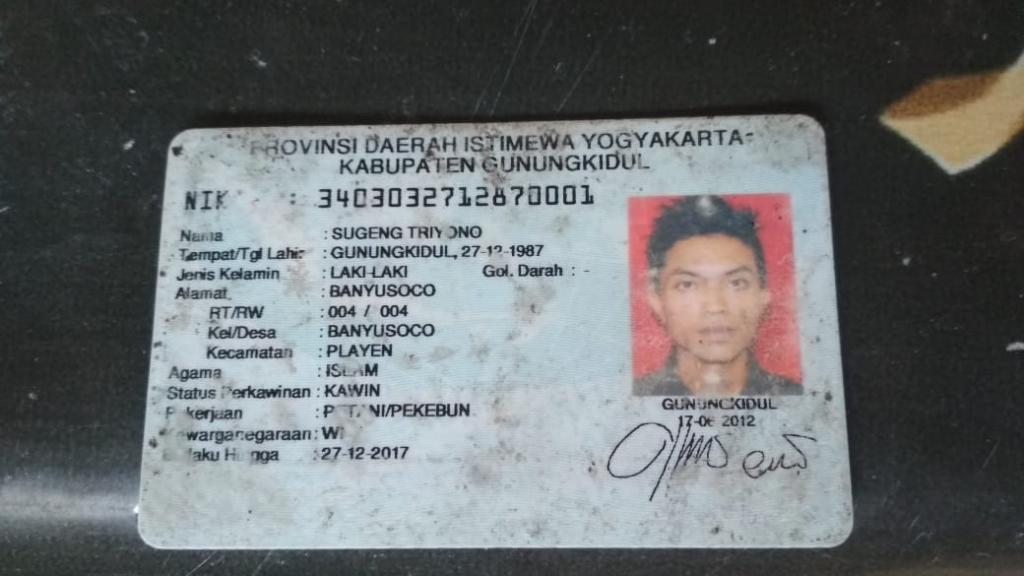 PROVINSI DAERAH ISTIMEWA YOGYAKARTA
KABUPATEN GUNUNGKIDUL
NIK : 3403032712870001
Nama : SUGENG TRIYONO
Tempat/Tgl Lahir : GUNUNGKIDUL, 27-12-1987
Jenis Kelamin : LAKI-LAKI Gol. Darah : -
Alamat : BANYUSOCO
RT/RW : 004 / 004
Kel/Desa : BANYUSOCO
Kecamatan : PLAYEN
Agama : ISLAM
Status Perkawinan : KAWIN
Pekerjaan : PETANI/PEKEBUN
Kewarganegaraan : WNI
Berlaku Hingga : 27-12-2017
GUNUNGKIDUL
17-06-2012